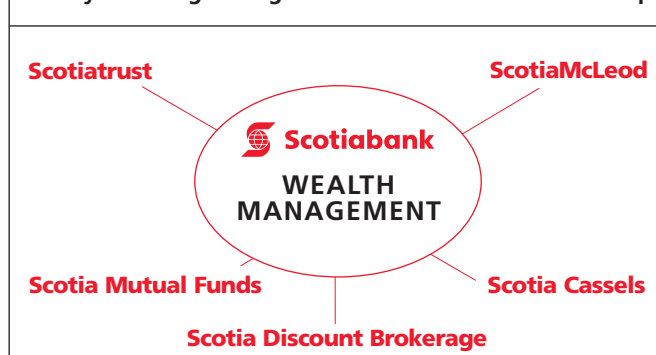 Scotiatrust
ScotiaMcLeod
Scotiabank
WEALTH
MANAGEMENT
Scotia Mutual Funds
Scotia Cassels
Scotia Discount Brokerage